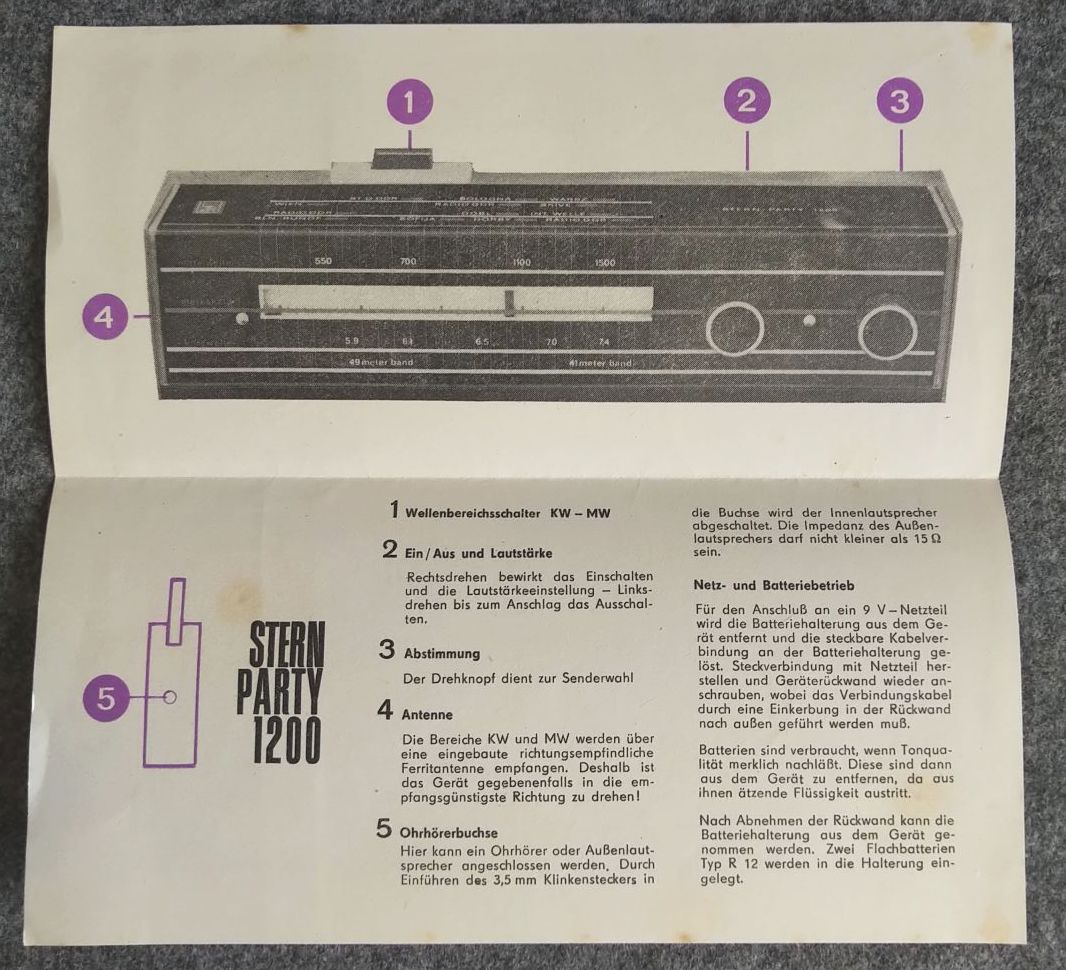 1
2
3
WIEN
BOLOGNA
STERN PARTY 1200
550 700 1100 1500
4
5.9 6.1 6.5 7.0 7.4
49 meter band 41 meter band
1 Wellenbereichsschalter KW – MW
2 Ein / Aus und Lautstärke
Rechtsdrehen bewirkt das Einschalten
und die Lautstärkeeinstellung – Links-
drehen bis zum Anschlag das Ausschal-
ten.
3 Abstimmung
Der Drehknopf dient zur Senderwahl
4 Antenne
Die Bereiche KW und MW werden über
eine eingebaute richtungsempfindliche
Ferritantenne empfangen. Deshalb ist
das Gerät gegebenenfalls in die em-
pfangsgünstigste Richtung zu drehen!
5 Ohrhörerbuchse
Hier kann ein Ohrhörer oder Außenlaut-
sprecher angeschlossen werden. Durch
Einführen des 3,5 mm Klinkensteckers in
die Buchse wird der Innenlautsprecher
abgeschaltet. Die Impedanz des Außen-
lautsprechers darf nicht kleiner als 15 Ω
sein.
Netz- und Batteriebetrieb
Für den Anschluß an ein 9 V – Netzteil
wird die Batteriehalterung aus dem Ge-
rät entfernt und die steckbare Kabelver-
bindung an der Batteriehalterung ge-
löst. Steckverbindung mit Netzteil her-
stellen und Geräterückwand wieder an-
schrauben, wobei das Verbindungskabel
durch eine Einkerbung in der Rückwand
nach außen geführt werden muß.
Batterien sind verbraucht, wenn Tonqua-
lität merklich nachläßt. Diese sind dann
aus dem Gerät zu entfernen, da aus
ihnen ätzende Flüssigkeit austritt.
Nach Abnehmen der Rückwand kann die
Batteriehalterung aus dem Gerät ge-
nommen werden. Zwei Flachbatterien
Typ R 12 werden in die Halterung ein-
gelegt.
5
STERN
PARTY
1200